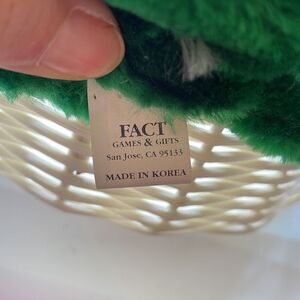 FACT
GAMES & GIFTS
San Jose, CA 95133
MADE IN KOREA